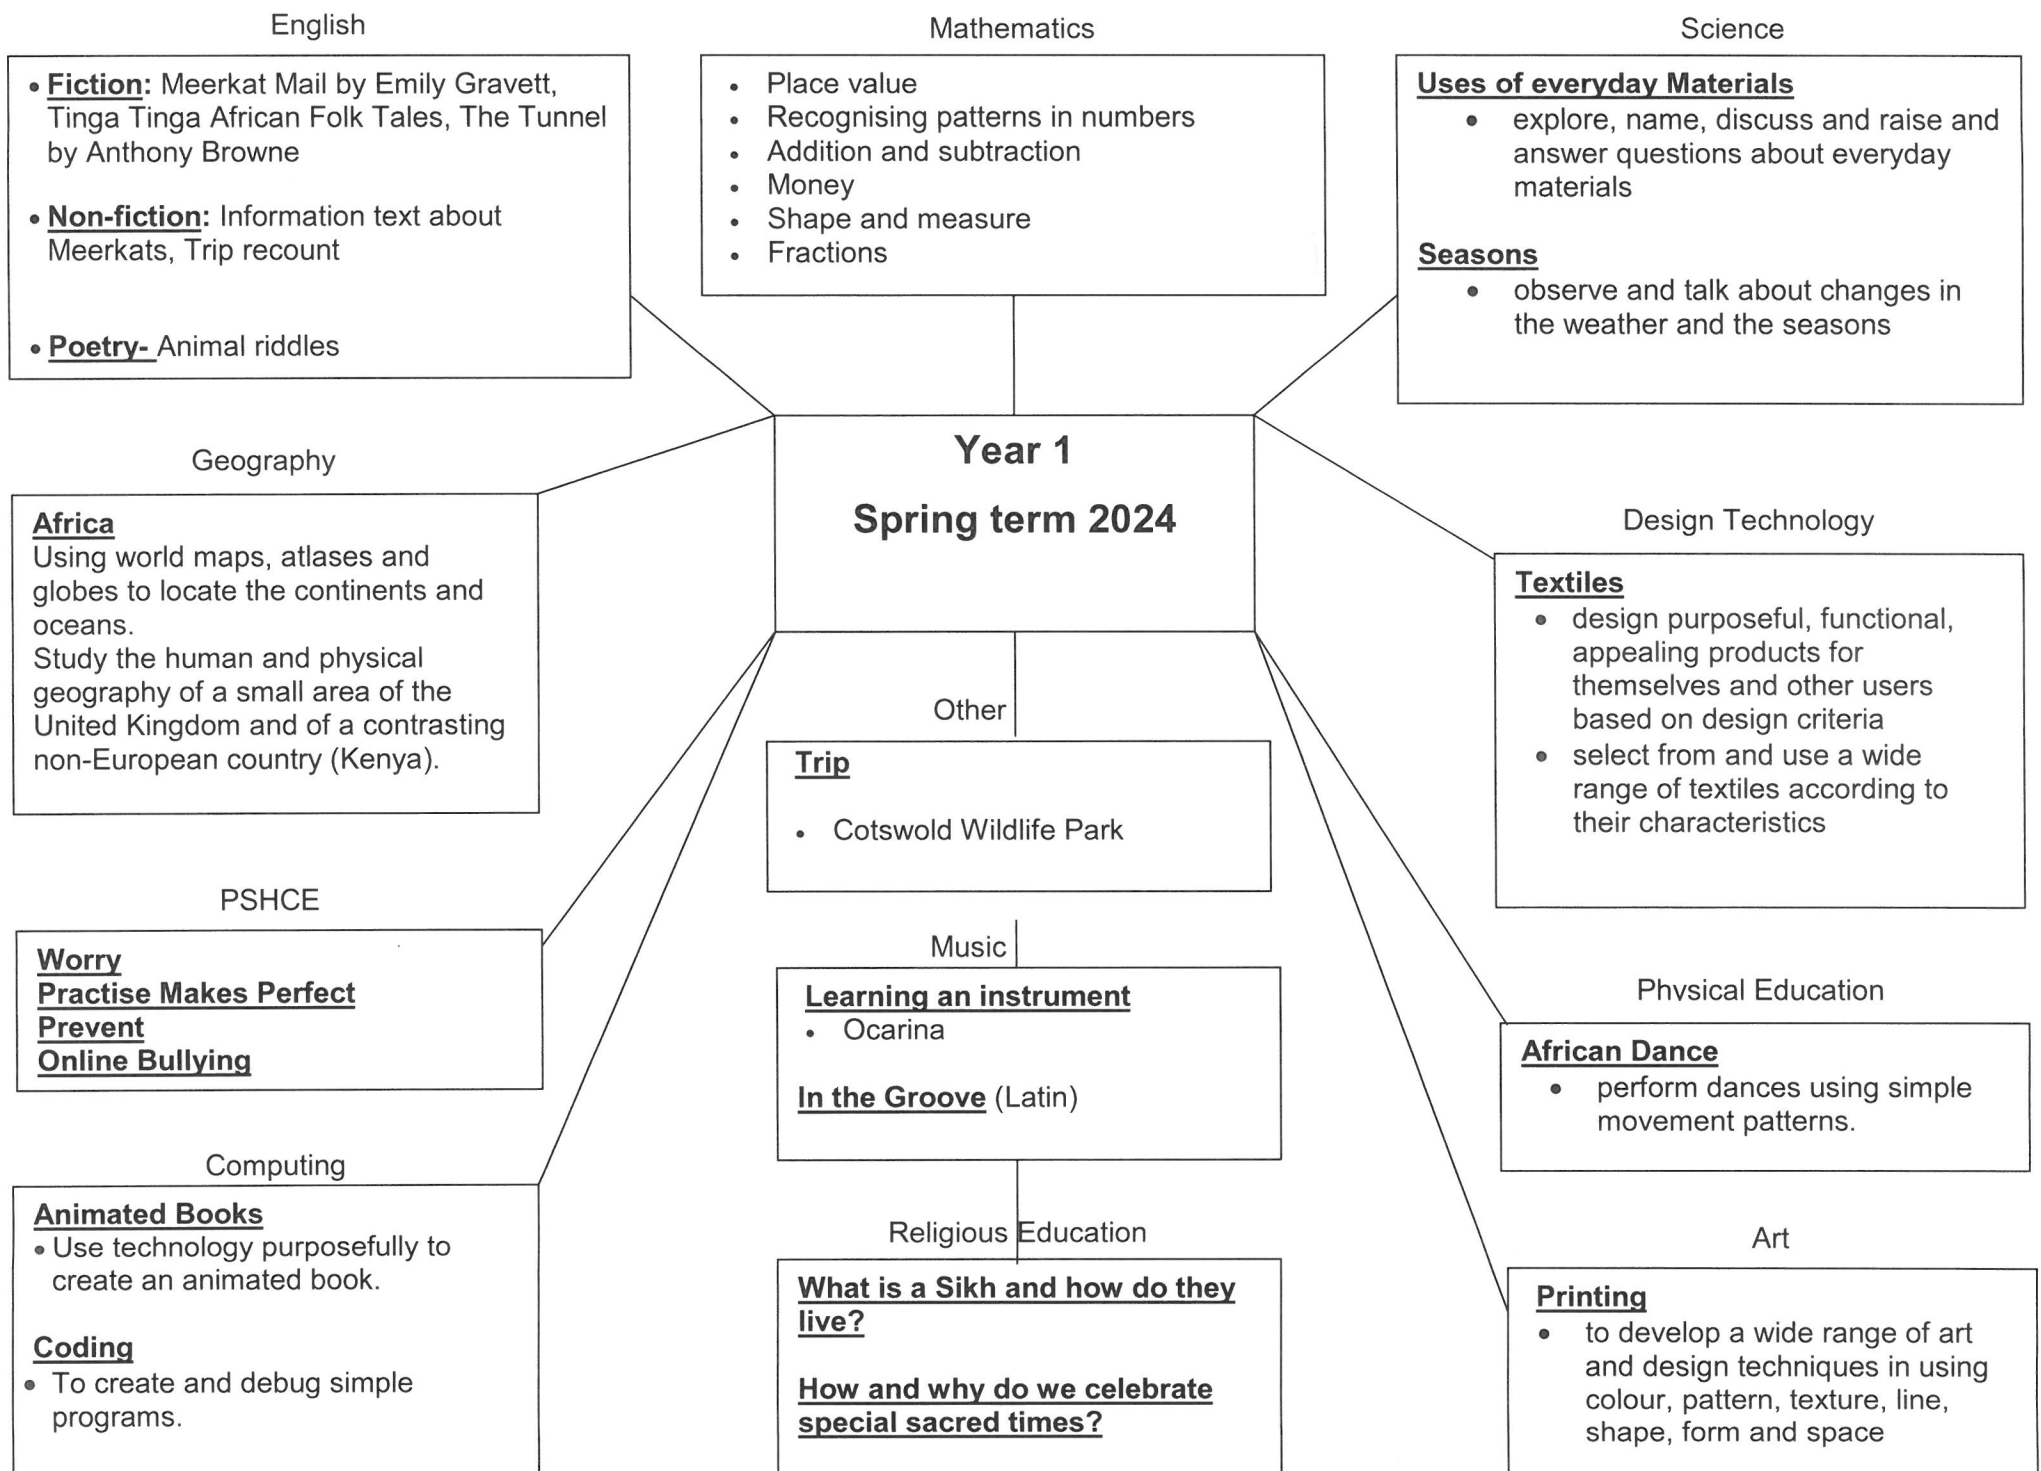 English
• Fiction: Meerkat Mail by Emily Gravett,
Tinga Tinga African Folk Tales, The Tunnel
by Anthony Browne
• Non-fiction: Information text about
Meerkats, Trip recount
• Poetry- Animal riddles
Mathematics
• Place value
• Recognising patterns in numbers
• Addition and subtraction
• Money
• Shape and measure
• Fractions
Science
Uses of everyday Materials
• explore, name, discuss and raise and
answer questions about everyday
materials
Seasons
• observe and talk about changes in
the weather and the seasons
Year 1
Spring term 2024
Geography
Africa
Using world maps, atlases and
globes to locate the continents and
oceans.
Study the human and physical
geography of a small area of the
United Kingdom and of a contrasting
non-European country (Kenya).
Design Technology
Textiles
• design purposeful, functional,
appealing products for
themselves and other users
based on design criteria
• select from and use a wide
range of textiles according to
their characteristics
Other
Trip
• Cotswold Wildlife Park
PSHCE
Worry
Practise Makes Perfect
Prevent
Online Bullying
Music
Learning an instrument
• Ocarina
In the Groove (Latin)
Physical Education
African Dance
• perform dances using simple
movement patterns.
Computing
Animated Books
• Use technology purposefully to
create an animated book.
Coding
• To create and debug simple
programs.
Religious Education
What is a Sikh and how do they
live?
How and why do we celebrate
special sacred times?
Art
Printing
• to develop a wide range of art
and design techniques in using
colour, pattern, texture, line,
shape, form and space